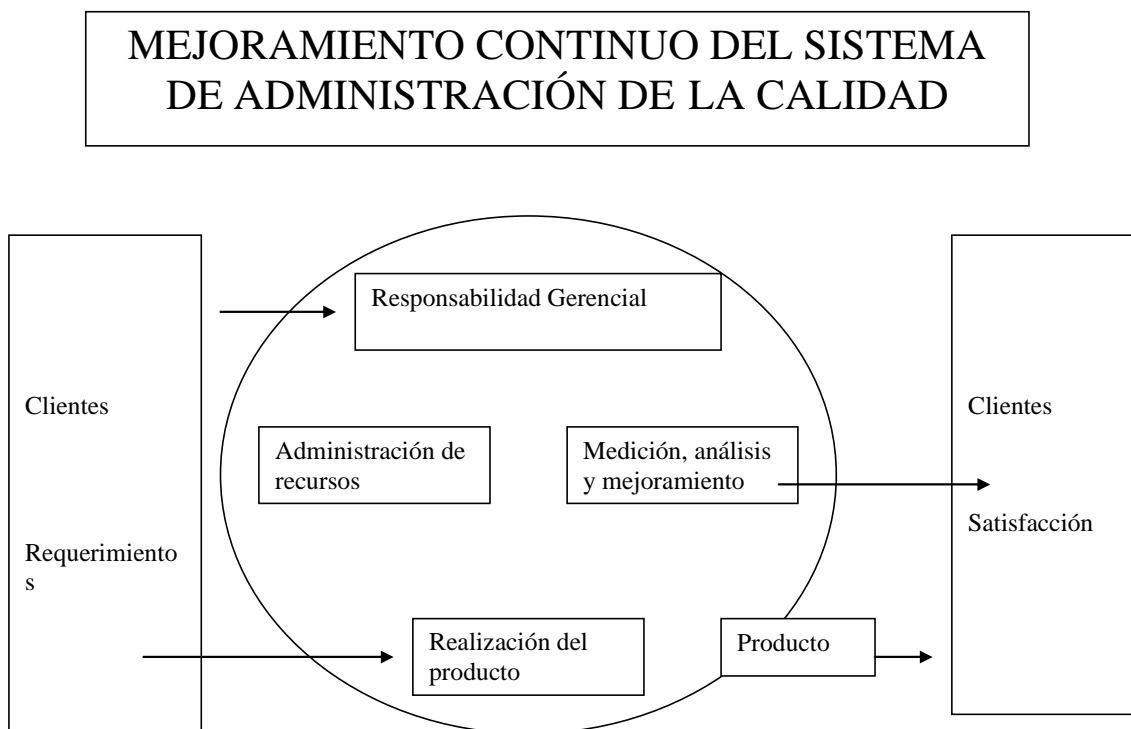 MEJORAMIENTO CONTINUO DEL SISTEMA
DE ADMINISTRACIÓN DE LA CALIDAD
Responsabilidad Gerencial
Clientes
Requerimiento
s
Administración de
recursos
Medición, análisis
y mejoramiento
Realización del
producto
Producto
Clientes
Satisfacción